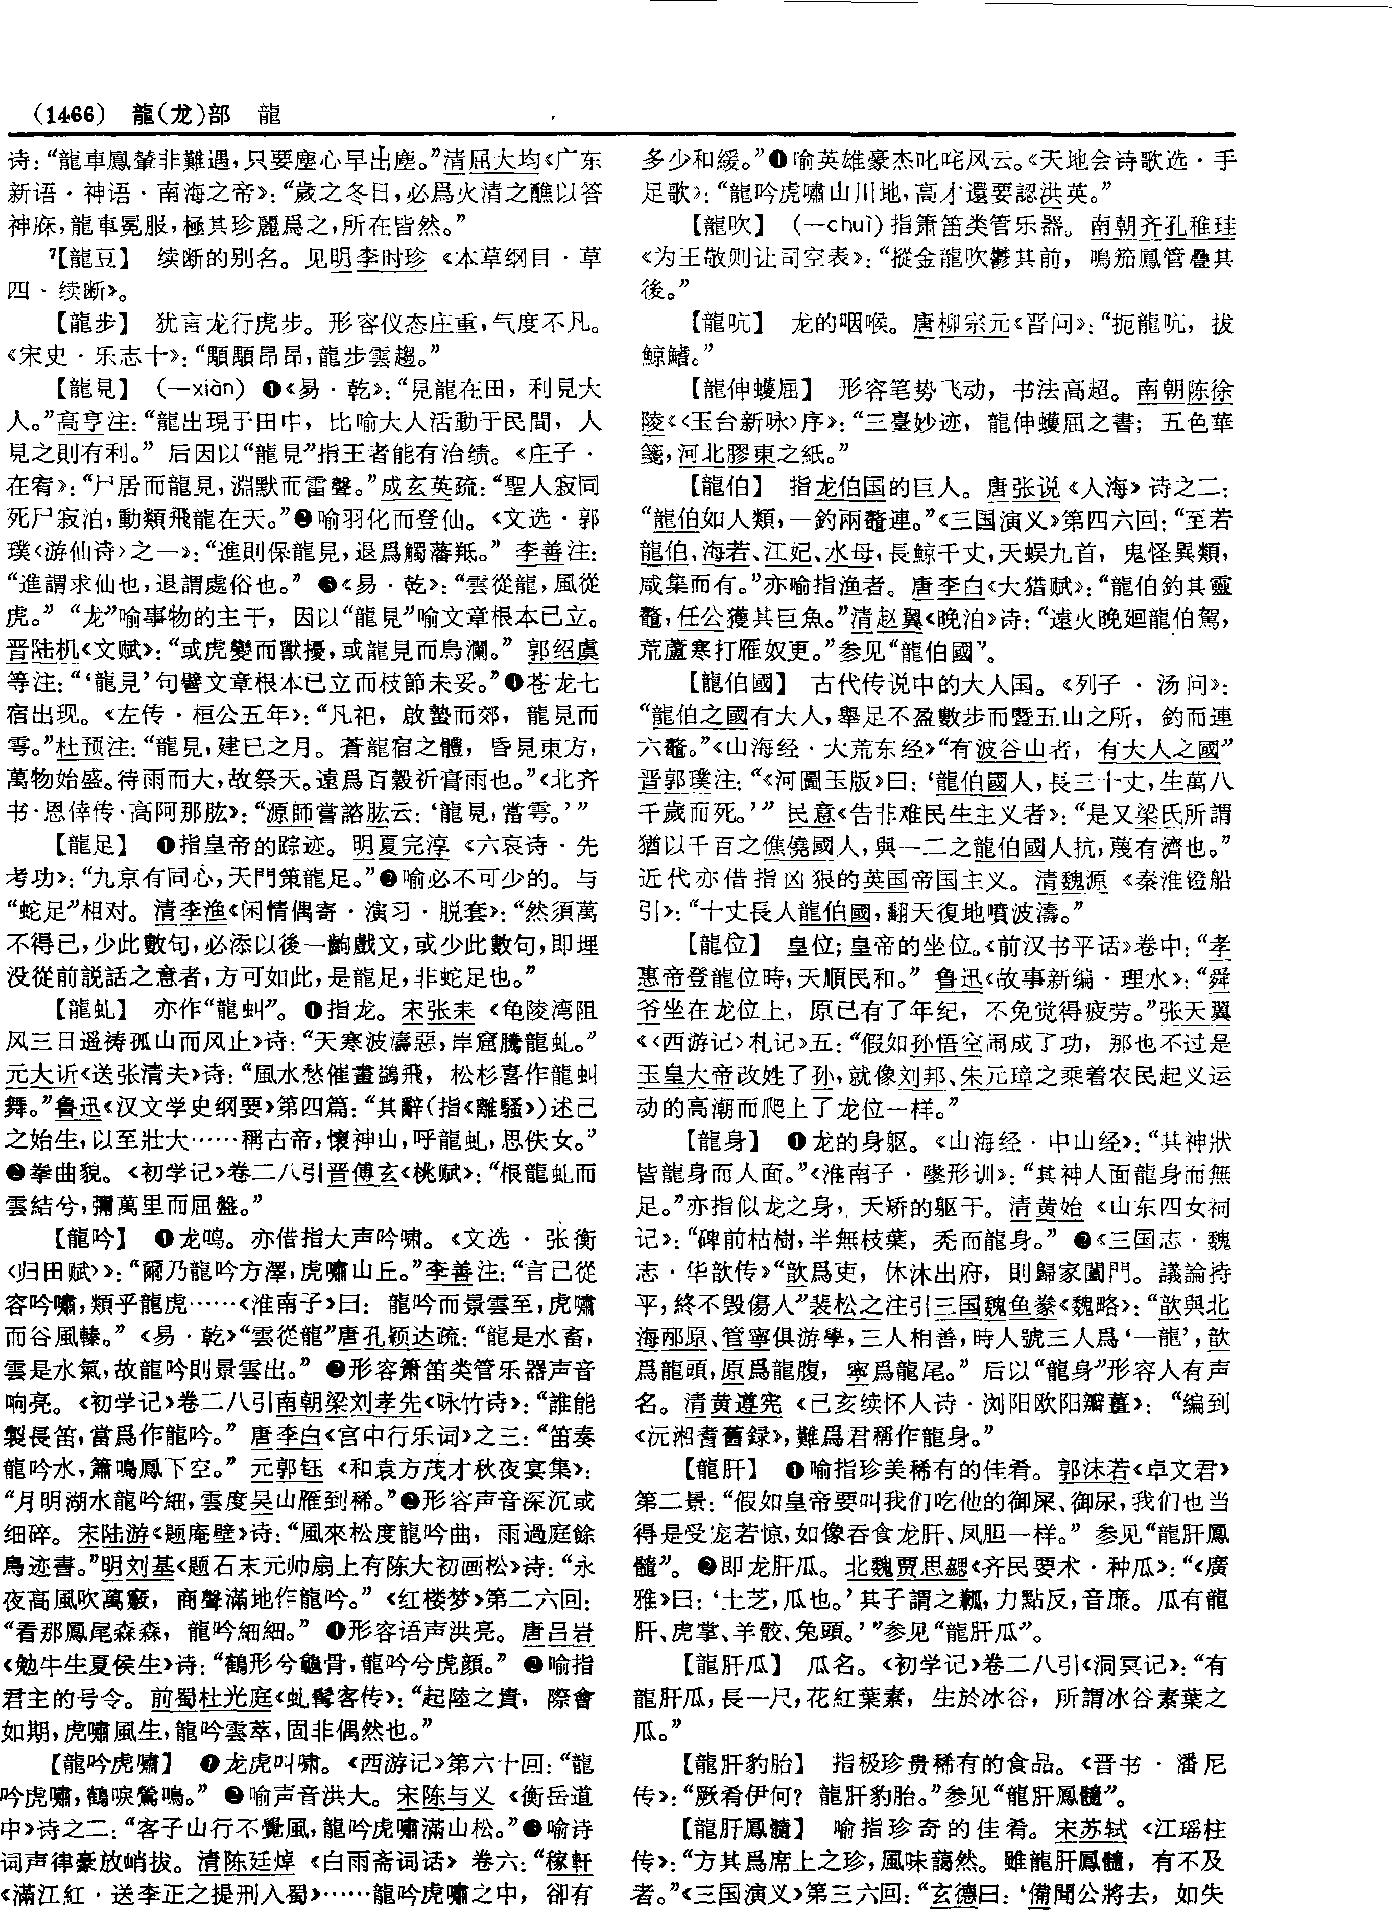 (1466) 龍(龙)部 龍
诗：“龍車鳳輦非難遇，只要塵心早出塵。”清屈大均《广东
新语·神语·南海之帝》：“歲之冬日，必爲火清之醮以答
神庥，龍車冕服，極其珍麗爲之，所在皆然。”
【龍豆】 续断的别名。见明李时珍《本草纲目·草
四·续断》。
【龍步】 犹言龙行虎步。形容仪态庄重，气度不凡。
《宋史·乐志十》：“顒顒昂昂，龍步雲趨。”
【龍見】 (—xiàn) ❶《易·乾》：“見龍在田，利見大
人。”高亨注：“龍出現于田中，比喻大人活動于民間，人
見之則有利。” 后因以“龍見”指王者能有治绩。《庄子·
在宥》：“尸居而龍見，淵默而雷聲。”成玄英疏：“聖人寂同
死尸寂泊，動類飛龍在天。”❷喻羽化而登仙。《文选·郭
璞〈游仙诗〉之一》：“進則保龍見，退爲觸藩羝。” 李善注：
“進謂求仙也，退謂處俗也。” ❸《易·乾》：“雲從龍，風從
虎。” “龙”喻事物的主干，因以“龍見”喻文章根本已立。
晋陆机《文赋》：“或虎變而獸擾，或龍見而鳥瀾。” 郭绍虞
等注：“‘龍見’句譬文章根本已立而枝節未妥。”❹苍龙七
宿出现。《左传·桓公五年》：“凡祀，啟蟄而郊，龍見而
雩。”杜预注：“龍見，建巳之月。蒼龍宿之體，昏見東方，
萬物始盛。待雨而大，故祭天。遠爲百穀祈膏雨也。”《北齐
书·恩倖传·高阿那肱》：“源師嘗諮肱云：‘龍見，當雩。’”
【龍足】 ❶指皇帝的踪迹。明夏完淳《六哀诗·先
考功》：“九京有同心，天門策龍足。”❷喻必不可少的。与
“蛇足”相对。清李渔《闲情偶寄·演习·脱套》：“然須萬
不得已，少此數句，必添以後一齣戲文，或少此數句，即埋
没從前説話之意者，方可如此，是龍足，非蛇足也。”
【龍虬】 亦作“龍虯”。❶指龙。宋张耒《龟陵湾阻
风三日遥祷孤山而风止》诗：“天寒波濤惡，岸窟騰龍虬。”
元大䜣《送张清夫》诗：“風水愁催畫鷁飛，松杉喜作龍虯
舞。”鲁迅《汉文学史纲要》第四篇：“其辭(指《離騷》)述己
之始生，以至壯大……稱古帝，懷神山，呼龍虬，思佚女。”
❷拳曲貌。《初学记》卷二八引晋傅玄《桃赋》：“根龍虬而
雲結兮，彌萬里而屈盤。”
【龍吟】 ❶龙鸣。亦借指大声吟啸。《文选·张衡
〈归田赋〉》：“爾乃龍吟方澤，虎嘯山丘。”李善注：“言己從
容吟嘯，類乎龍虎……《淮南子》曰：龍吟而景雲至，虎嘯
而谷風轃。” 《易·乾》“雲從龍”唐孔颖达疏：“龍是水畜，
雲是水氣，故龍吟則景雲出。” ❷形容箫笛类管乐器声音
响亮。《初学记》卷二八引南朝梁刘孝先《咏竹诗》：“誰能
製長笛，當爲作龍吟。” 唐李白《宫中行乐词》之三：“笛奏
龍吟水，簫鳴鳳下空。” 元郭钰《和袁方茂才秋夜宴集》：
“月明湖水龍吟細，雲度吴山雁到稀。”❸形容声音深沉或
细碎。宋陆游《题庵壁》诗：“風來松度龍吟曲，雨過庭餘
鳥迹書。”明刘基《题石末元帅扇上有陈大初画松》诗：“永
夜高風吹萬竅，商聲滿地作龍吟。” 《红楼梦》第二六回：
“看那鳳尾森森，龍吟細細。” ❹形容语声洪亮。唐吕岩
《勉牛生夏侯生》诗：“鶴形兮龜骨，龍吟兮虎顔。” ❺喻指
君主的号令。前蜀杜光庭《虬髯客传》：“起陸之貴，際會
如期，虎嘯風生，龍吟雲萃，固非偶然也。”
【龍吟虎嘯】 ❶龙虎叫啸。《西游记》第六十回：“龍
吟虎嘯，鶴唳鶯鳴。” ❷喻声音洪大。宋陈与义《衡岳道
中》诗之二：“客子山行不覺風，龍吟虎嘯滿山松。”❸喻诗
词声律豪放峭拔。清陈廷焯《白雨斋词话》卷六：“稼軒
《滿江紅·送李正之提刑入蜀》……龍吟虎嘯之中，卻有
多少和緩。”❹喻英雄豪杰叱咤风云。《天地会诗歌选·手
足歌》：“龍吟虎嘯山川地，高才還要認洪英。”
【龍吹】 (—chuì)指箫笛类管乐器。南朝齐孔稚珪
《为王敬则让司空表》：“摐金龍吹鬱其前，鳴笳鳳管疊其
後。”
【龍吭】 龙的咽喉。唐柳宗元《晋问》：“扼龍吭，拔
鯨鰭。”
【龍伸蠖屈】 形容笔势飞动，书法高超。南朝陈徐
陵《〈玉台新咏〉序》：“三臺妙迹，龍伸蠖屈之書；五色華
箋，河北膠東之紙。”
【龍伯】 指龙伯国的巨人。唐张说《入海》诗之二：
“龍伯如人類，一釣兩鼇連。”《三国演义》第四六回：“至若
龍伯、海若、江妃、水母，長鯨千丈，天蜈九首，鬼怪異類，
咸集而有。”亦喻指渔者。唐李白《大猎赋》：“龍伯釣其靈
鼇，任公獲其巨魚。”清赵翼《晚泊》诗：“遠火晚廻龍伯駕，
荒蘆寒打雁奴更。”参见“龍伯國”。
【龍伯國】 古代传说中的大人国。《列子·汤问》：
“龍伯之國有大人，舉足不盈數步而暨五山之所，釣而連
六鼇。”《山海经·大荒东经》“有波谷山者，有大人之國”
晋郭璞注：“《河圖玉版》曰：‘龍伯國人，長三十丈，生萬八
千歲而死。’” 民意《告非难民生主义者》：“是又梁氏所謂
猶以千百之僬僥國人，與一二之龍伯國人抗，蔑有濟也。”
近代亦借指凶狠的英国帝国主义。清魏源《秦淮镫船
引》：“十丈長人龍伯國，翻天復地噴波濤。”
【龍位】 皇位；皇帝的坐位。《前汉书平话》卷中：“孝
惠帝登龍位時，天順民和。” 鲁迅《故事新编·理水》：“舜
爷坐在龙位上，原已有了年纪，不免觉得疲劳。”张天翼
《〈西游记〉札记》五：“假如孙悟空闹成了功，那也不过是
玉皇大帝改姓了孙，就像刘邦、朱元璋之乘着农民起义运
动的高潮而爬上了龙位一样。”
【龍身】 ❶龙的身躯。《山海经·中山经》：“其神狀
皆龍身而人面。”《淮南子·墬形训》：“其神人面龍身而無
足。”亦指似龙之身，夭矫的躯干。清黄始《山东四女祠
记》：“碑前枯樹，半無枝葉，禿而龍身。” ❷《三国志·魏
志·华歆传》“歆爲吏，休沐出府，則歸家闔門。議論持
平，終不毀傷人”裴松之注引三国魏鱼豢《魏略》：“歆與北
海邴原、管寧俱游學，三人相善，時人號三人爲‘一龍’，歆
爲龍頭，原爲龍腹，寧爲龍尾。” 后以“龍身”形容人有声
名。清黄遵宪《己亥续怀人诗·浏阳欧阳瓣薑》：“編到
《沅湘耆舊録》，難爲君稱作龍身。”
【龍肝】 ❶喻指珍美稀有的佳肴。郭沫若《卓文君》
第二景：“假如皇帝要叫我们吃他的御屎、御尿，我们也当
得是受宠若惊，如像吞食龙肝、凤胆一样。” 参见“龍肝鳳
髓”。❷即龙肝瓜。北魏贾思勰《齐民要术·种瓜》：“《廣
雅》曰：‘土芝，瓜也。’其子謂之瓤，力點反，音廉。瓜有龍
肝、虎掌、羊骹、兔頭。’”参见“龍肝瓜”。
【龍肝瓜】 瓜名。《初学记》卷二八引《洞冥记》：“有
龍肝瓜，長一尺，花紅葉素，生於冰谷，所謂冰谷素葉之
瓜。”
【龍肝豹胎】 指极珍贵稀有的食品。《晋书·潘尼
传》：“厥肴伊何？龍肝豹胎。”参见“龍肝鳳髓”。
【龍肝鳳髓】 喻指珍奇的佳肴。宋苏轼《江瑶柱
传》：“方其爲席上之珍，風味藹然。雖龍肝鳳髓，有不及
者。”《三国演义》第三六回：“玄德曰：‘備聞公將去，如失